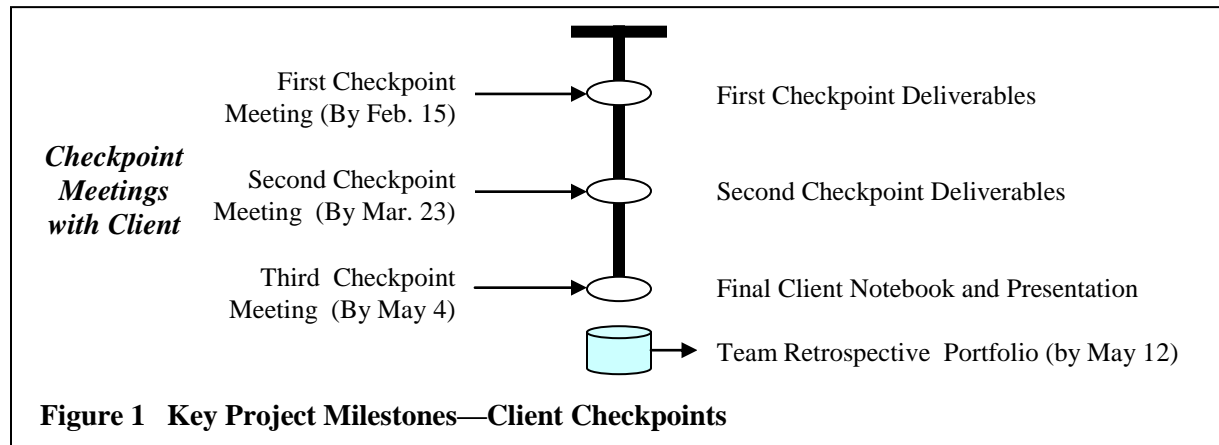 First Checkpoint
Meeting (By Feb. 15)
First Checkpoint Deliverables
Checkpoint
Meetings
with Client
Second Checkpoint
Meeting (By Mar. 23)
Second Checkpoint Deliverables
Third Checkpoint
Meeting (By May 4)
Final Client Notebook and Presentation
Team Retrospective Portfolio (by May 12)
Figure 1 Key Project Milestones—Client Checkpoints